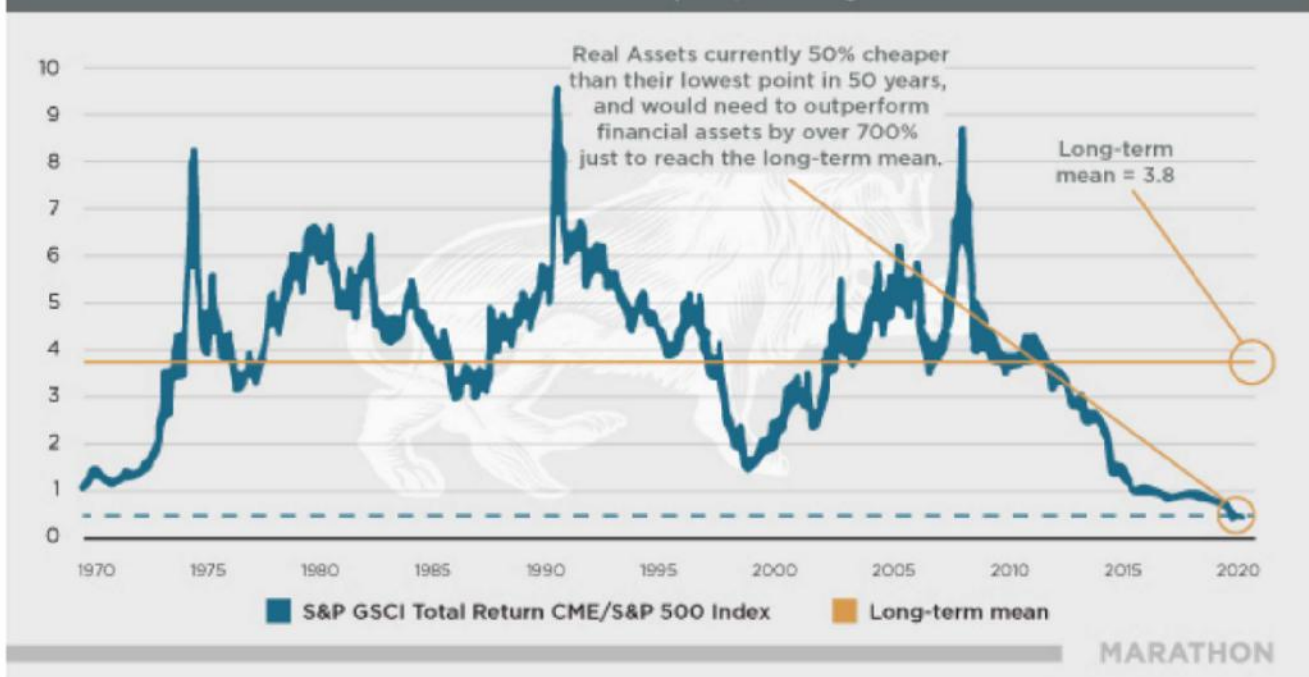 Real Assets currently 50% cheaper
than their lowest point in 50 years,
and would need to outperform
financial assets by over 700%
just to reach the long-term mean.
Long-term
mean = 3.8
10
9
8
7
6
5
4
3
2
1
0
1970 1975 1980 1985 1990 1995 2000 2005 2010 2015 2020
S&P GSCI Total Return CME/S&P 500 Index Long-term mean
MARATHON